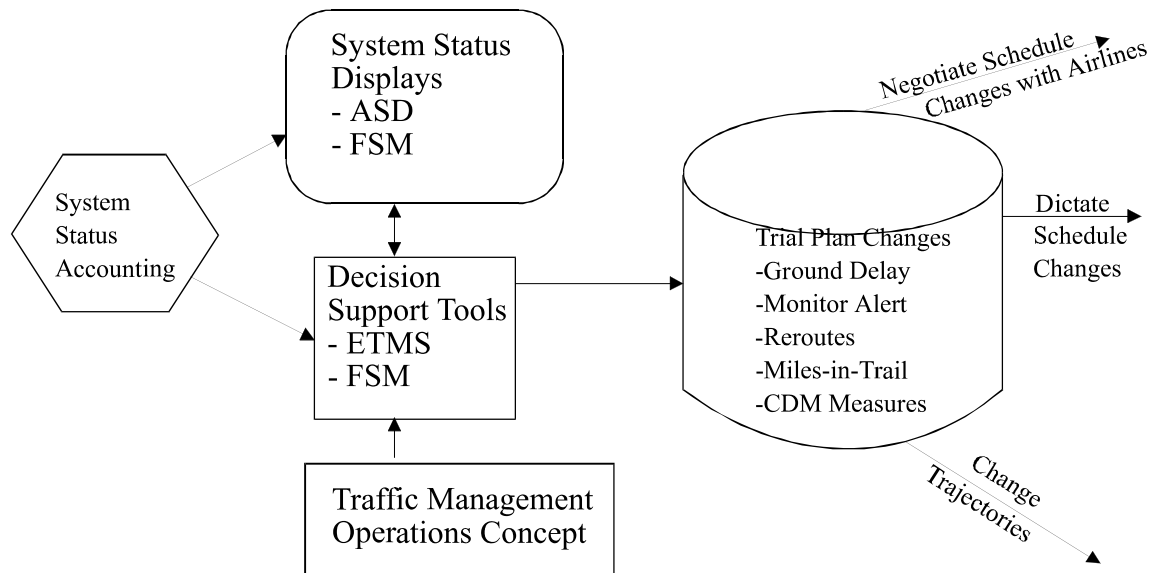 System Status
Displays
- ASD
- FSM
System
Status
Accounting
Decision
Support Tools
- ETMS
- FSM
Traffic Management
Operations Concept
Trial Plan Changes
-Ground Delay
-Monitor Alert
-Reroutes
-Miles-in-Trail
-CDM Measures
Negotiate Schedule
Changes with Airlines
Dictate
Schedule
Changes
Change
Trajectories